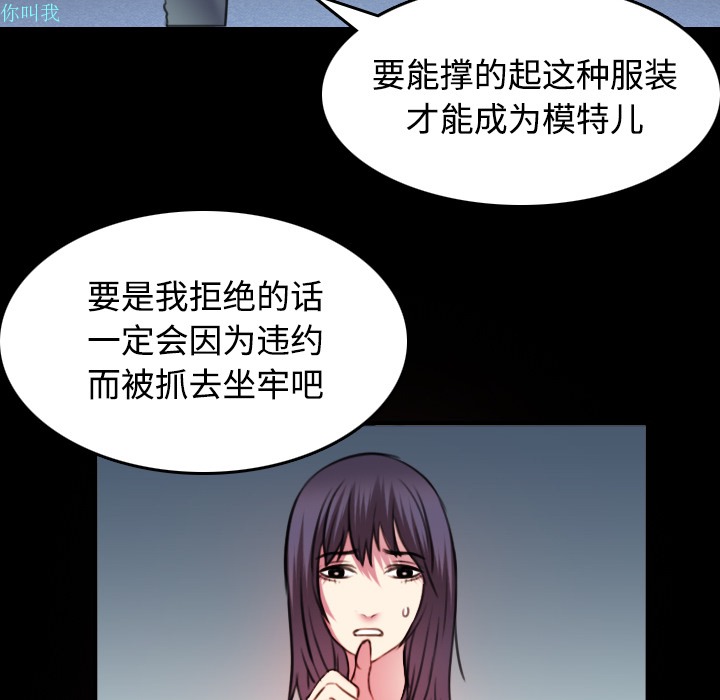 你叫我
要能撑的起这种服装
才能成为模特儿
要是我拒绝的话
一定会因为违约
而被抓去坐牢吧